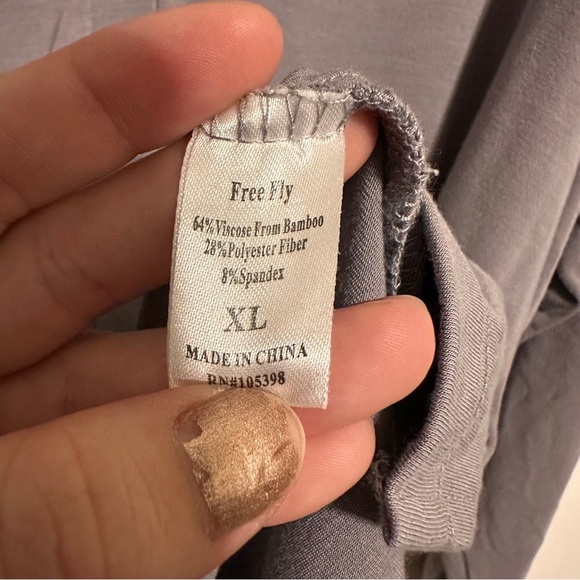 Free Fly
64%Viscose From Bamboo
28%Polyester Fiber
8%Spandex
XL
MADE IN CHINA
RN#105398